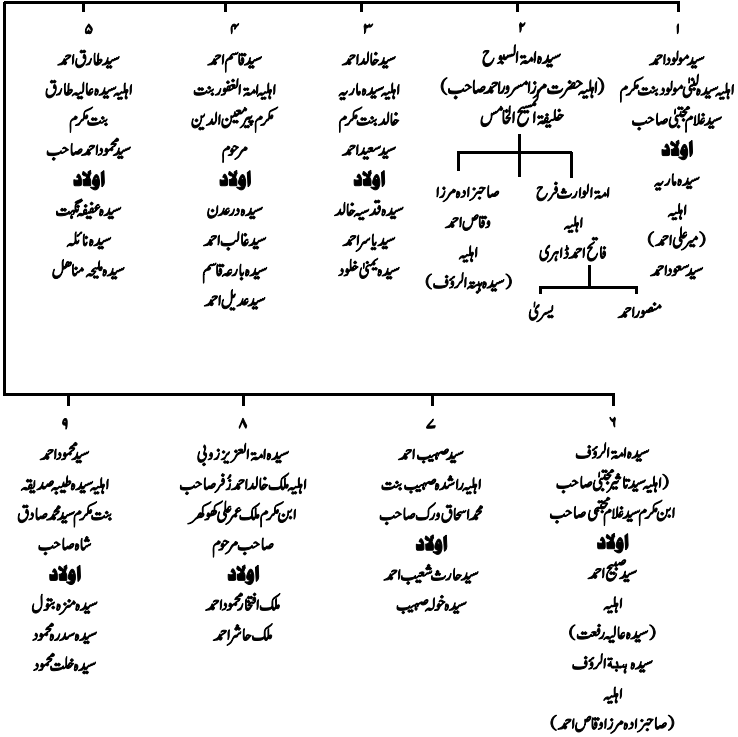 ۱
سید مولود احمد
اہلیہ سیدہ لبنیٰ مولود بنت مکرم
سید غلام مجتبیٰ صاحب
اولاد
سیدہ ماریہ
اہلیہ
(میر علی احمد)
سید سعود احمد
۲
سیدہ امۃ السبوح
(اہلیہ حضرت مرزا مسرور احمد صاحب)
خلیفۃ المسیح الخامس
امۃ الوارث فرح
اہلیہ
فاتح احمد ڈاہری
منصور احمد
یسریٰ
صاحبزادہ مرزا
وقاص احمد
اہلیہ
(سیدہ ہبۃ الرؤف)
۳
سید خالد احمد
اہلیہ سیدہ ماریہ
خالد بنت مکرم
سید سعید احمد
اولاد
سیدہ قدسیہ خالد
سید یاسر احمد
سیدہ یمنیٰ خلود
۴
سید قاسم احمد
اہلیہ امۃ الغفور بنت
مکرم پیر معین الدین
مرحوم
اولاد
سیدہ در عدن
سید غالب احمد
سیدہ بارعہ قاسم
سید عدیل احمد
۵
سید طارق احمد
اہلیہ سیدہ عالیہ طارق
بنت مکرم
سید محمود احمد صاحب
اولاد
سیدہ عفیفہ نگہت
سیدہ نائلہ
سیدہ ملیحہ مناھل
۶
سیدہ امۃ الرؤف
(اہلیہ سید تاثیر مجتبیٰ صاحب
ابن مکرم سید غلام مجتبیٰ صاحب
اولاد
سید صبیح احمد
اہلیہ
(سیدہ عالیہ رفعت)
سیدہ ہبۃ الرؤف
اہلیہ
(صاحبزادہ مرزا وقاص احمد)
۷
سید صہیب احمد
اہلیہ راشدہ صہیب بنت
محمد اسحاق ورک صاحب
اولاد
سید حارث شعیب احمد
سیدہ خولہ صہیب
۸
سیدہ امۃ العزیز زوبی
اہلیہ ملک خالد احمد زُفر صاحب
ابن مکرم ملک عمر علی کھوکھر
صاحب مرحوم
اولاد
ملک افتخار محمود احمد
ملک حاشر احمد
۹
سید محمود احمد
اہلیہ سیدہ طیبہ صدیقہ
بنت مکرم سید محمد صادق
شاہ صاحب
اولاد
سیدہ منزہ بتول
سیدہ سدرہ محمود
سیدہ خلت محمود